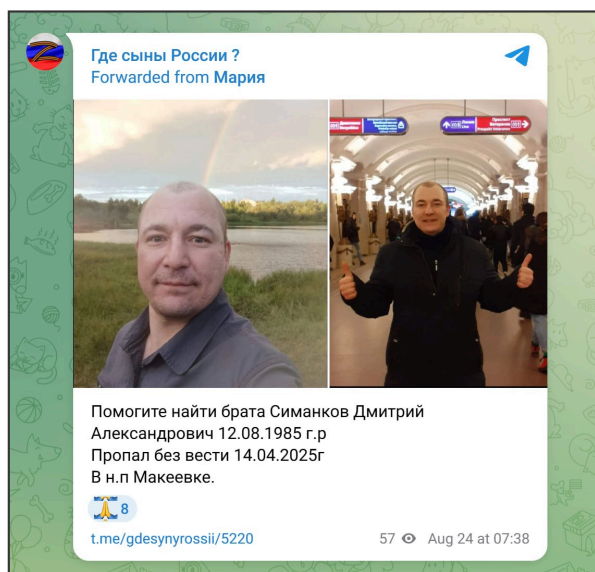 Где сыны России ?
Forwarded from Мария
Помогите найти брата Симанков Дмитрий
Александрович 12.08.1985 г.р
Пропал без вести 14.04.2025г
В н.п Макеевке.
8
t.me/gdesynyrossii/5220
57 Aug 24 at 07:38